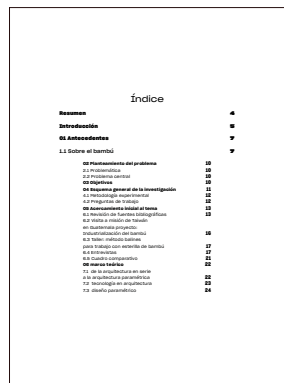 Índice
Resumen 4
Introducción 5
01 Antecedentes 7
1.1 Sobre el bambú 7
02 Planteamiento del problema 10
2.1 Problemática 10
2.2 Problema central 10
03 Objetivos 10
04 Esquema general de la investigación 11
4.1 Metodología experimental 12
4.2 Preguntas de trabajo 12
05 Acercamiento inicial al tema 13
6.1 Revisión de fuentes bibliográficas 13
6.2 Visita a misión de Taiwán
en Guatemala proyecto:
Industrialización del bambú 16
6.3 Taller: método balines
para trabajo con esterilla de bambú 17
5.4 Entrevistas 17
5.5 Cuadro comparativo 21
06 marco teórico 22
7.1 de la arquitectura en serie
a la arquitectura paramétrica 22
7.2 tecnología en arquitectura 23
7.3 diseño paramétrico 24